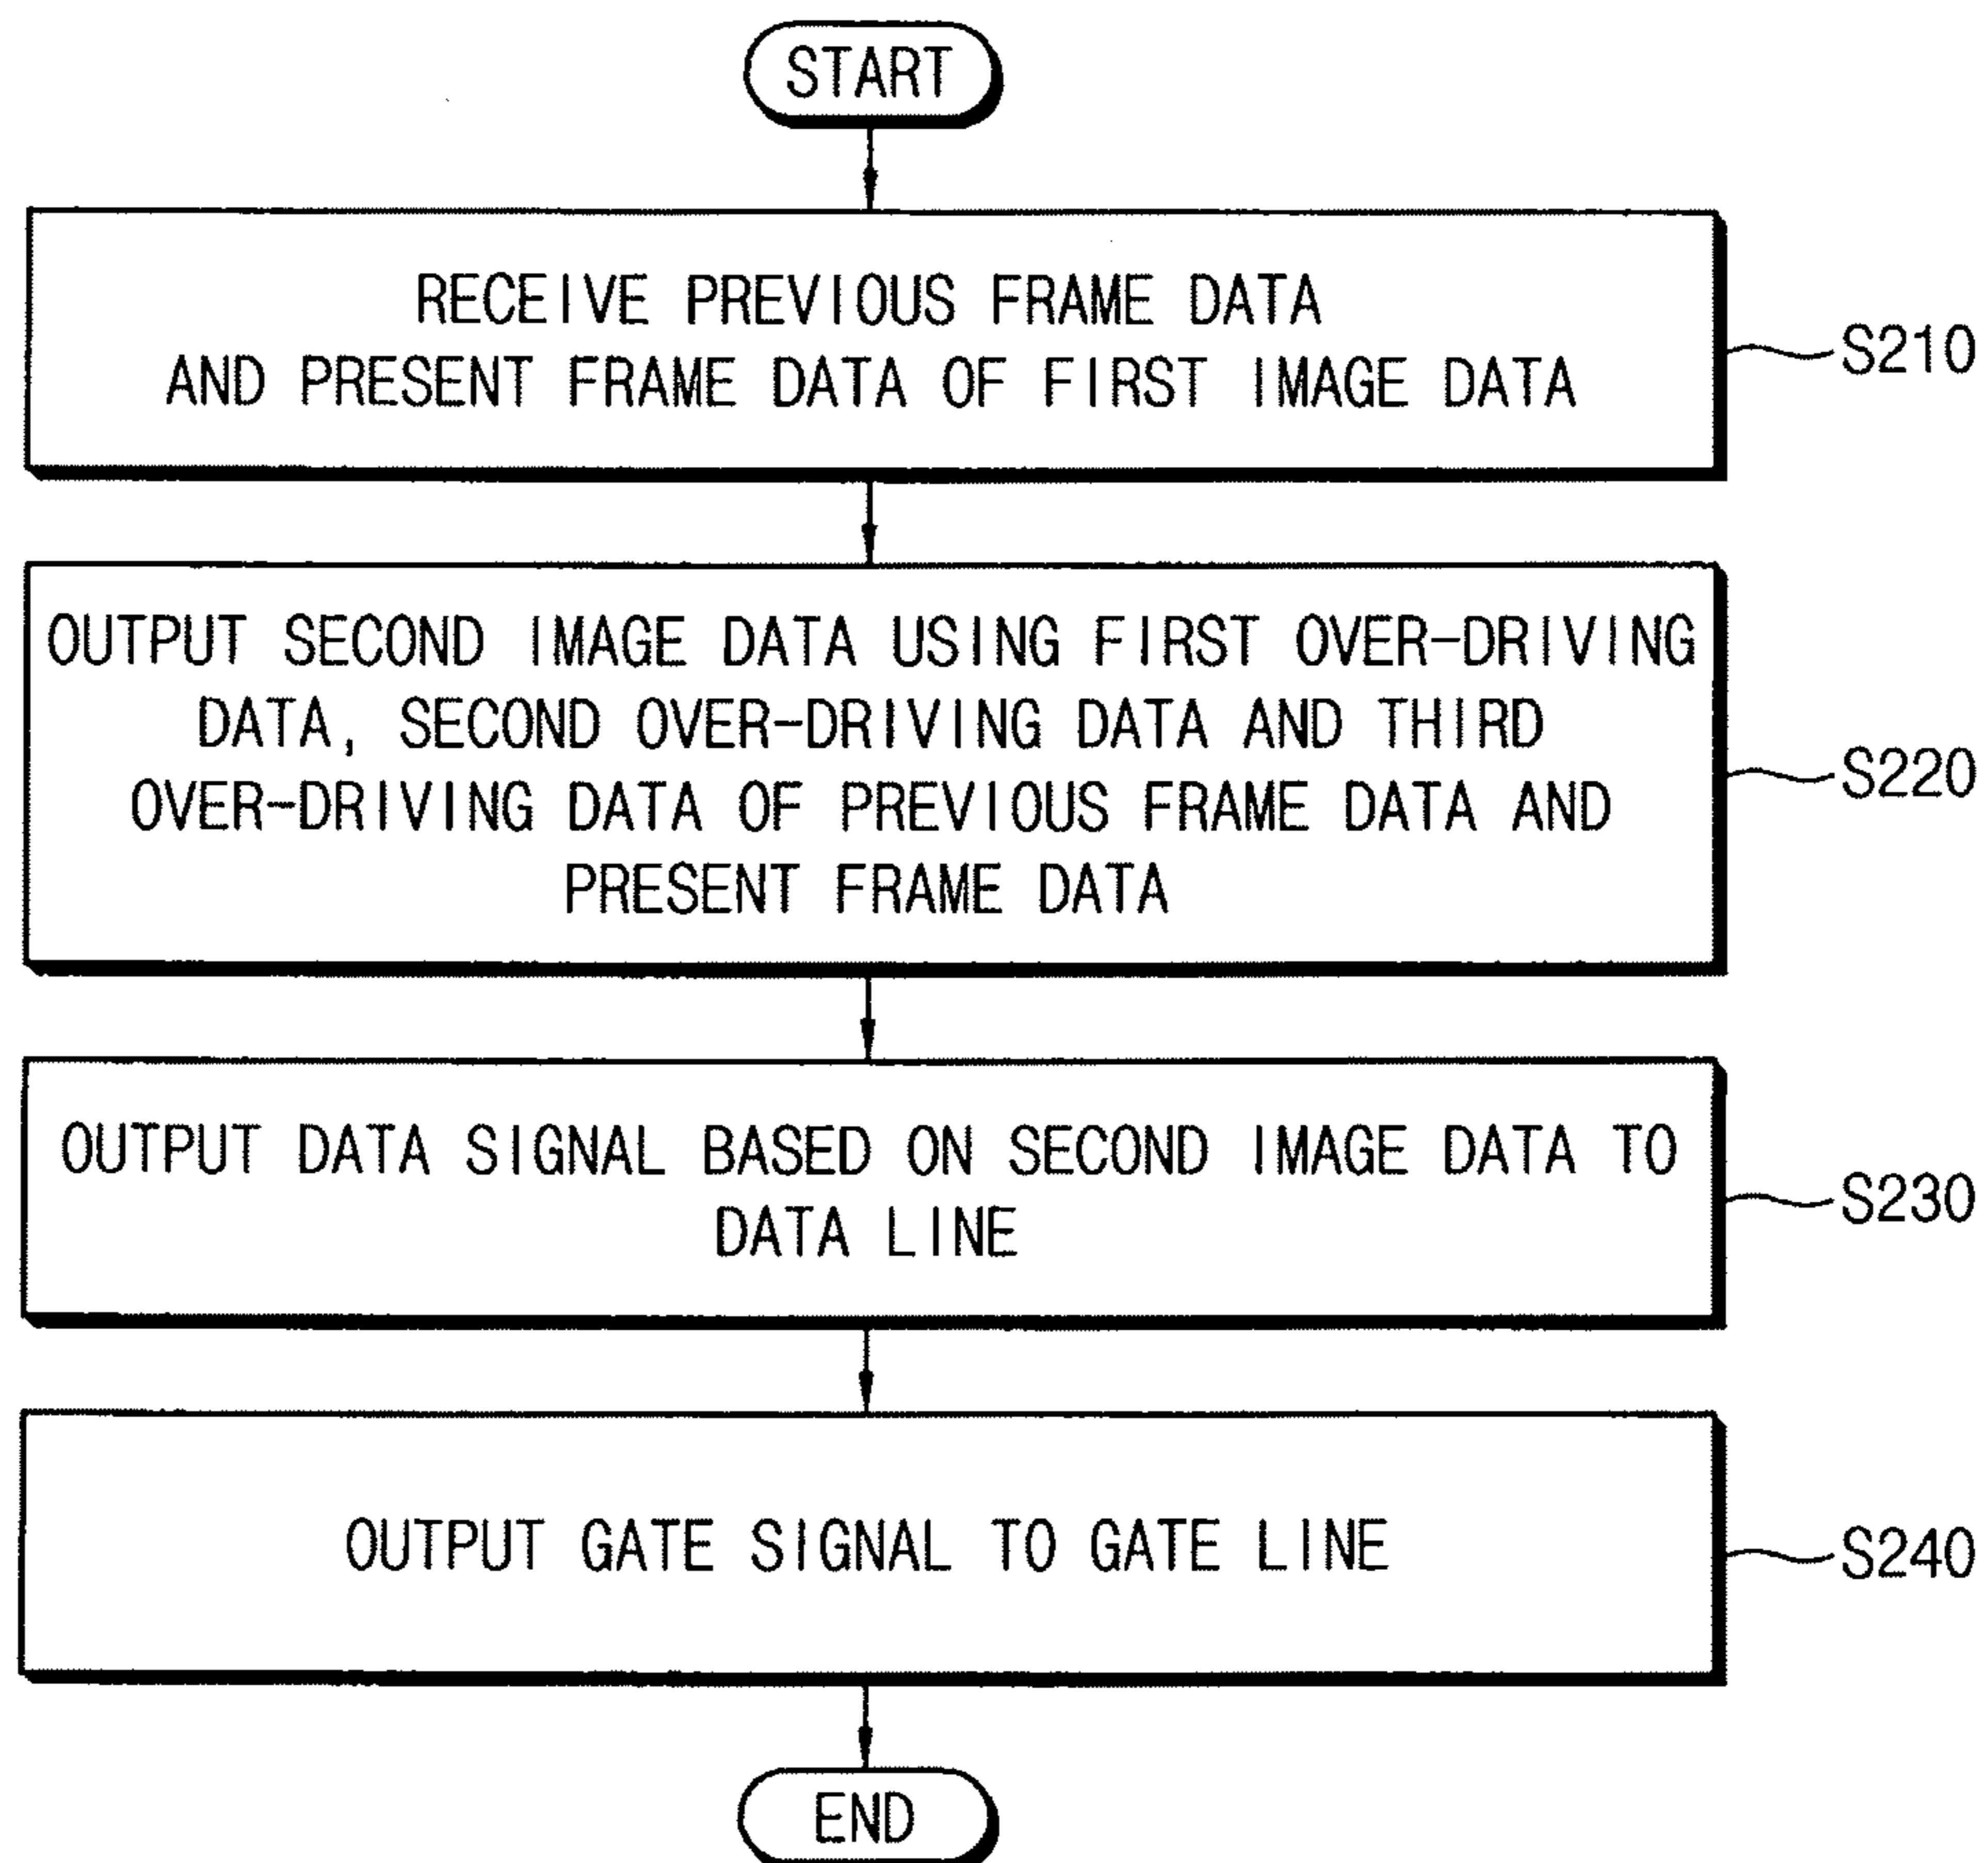 START
RECEIVE PREVIOUS FRAME DATA
AND PRESENT FRAME DATA OF FIRST IMAGE DATA
S210
OUTPUT SECOND IMAGE DATA USING FIRST OVER-DRIVING
DATA, SECOND OVER-DRIVING DATA AND THIRD
OVER-DRIVING DATA OF PREVIOUS FRAME DATA AND
PRESENT FRAME DATA
S220
OUTPUT DATA SIGNAL BASED ON SECOND IMAGE DATA TO
DATA LINE
S230
OUTPUT GATE SIGNAL TO GATE LINE
S240
END